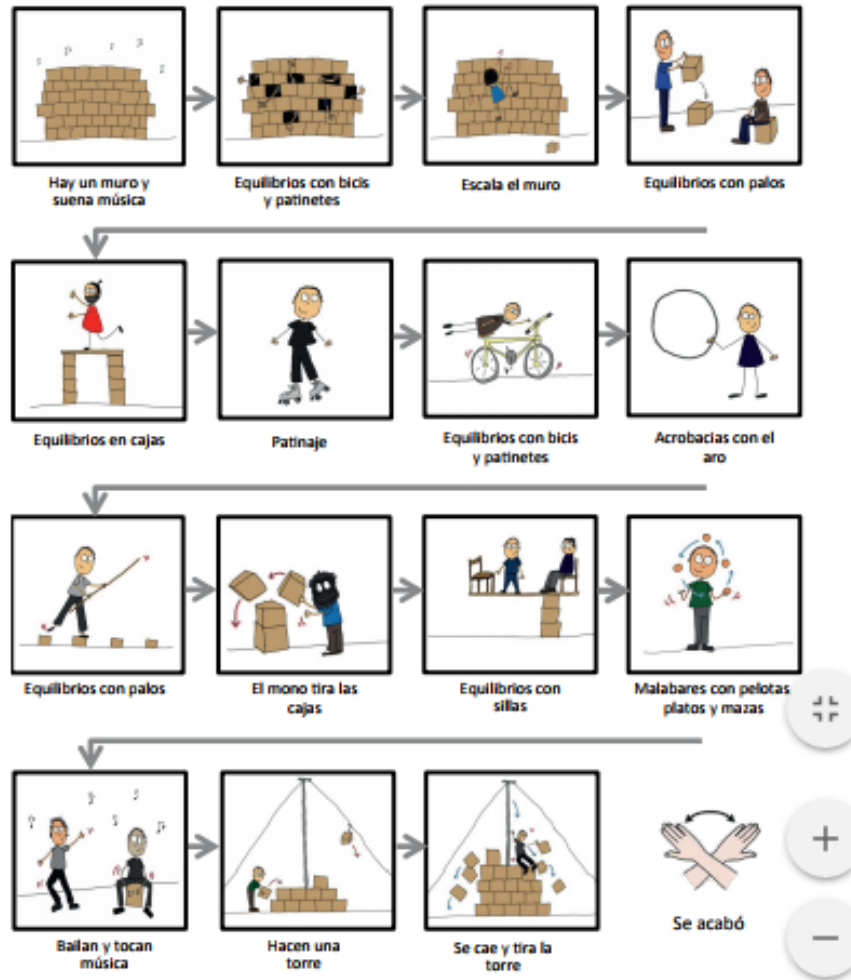 Hay un muro y
suena música
Equilibrios con bicis
y patinetes
Escala el muro
Equilibrios con palos
Equilibrios en cajas
Patinaje
Equilibrios con bicis
y patinetes
Acrobacias con el
aro
Equilibrios con palos
El mono tira las
cajas
Equilibrios con
sillas
Malabares con pelotas
platos y mazas
Bailan y tocan
música
Hacen una
torre
Se cae y tira la
torre
Se acabó